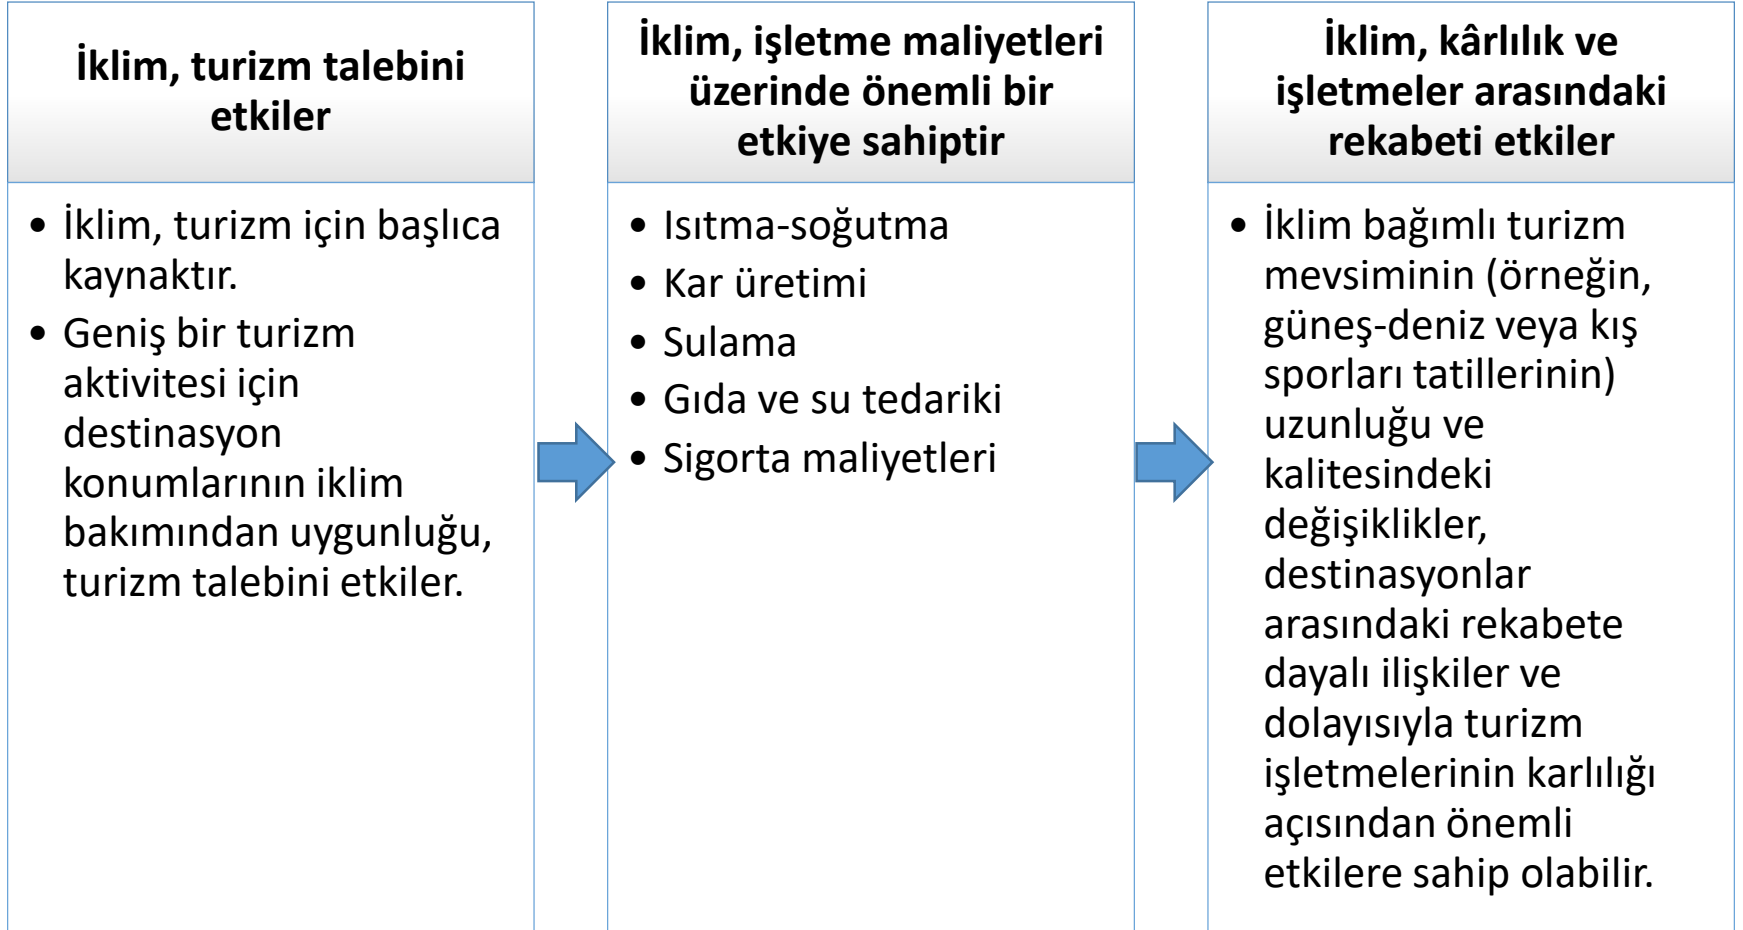 İklim, turizm talebini
etkiler
• İklim, turizm için başlıca
kaynaktır.
• Geniş bir turizm
aktivitesi için
destinasyon
konumlarının iklim
bakımından uygunluğu,
turizm talebini etkiler.
İklim, işletme maliyetleri
üzerinde önemli bir
etkiye sahiptir
• Isıtma-soğutma
• Kar üretimi
• Sulama
• Gıda ve su tedariki
• Sigorta maliyetleri
İklim, kârlılık ve
işletmeler arasındaki
rekabeti etkiler
• İklim bağımlı turizm
mevsiminin (örneğin,
güneş-deniz veya kış
sporları tatillerinin)
uzunluğu ve
kalitesindeki
değişiklikler,
destinasyonlar
arasındaki rekabete
dayalı ilişkiler ve
dolayısıyla turizm
işletmelerinin karlılığı
açısından önemli
etkilere sahip olabilir.